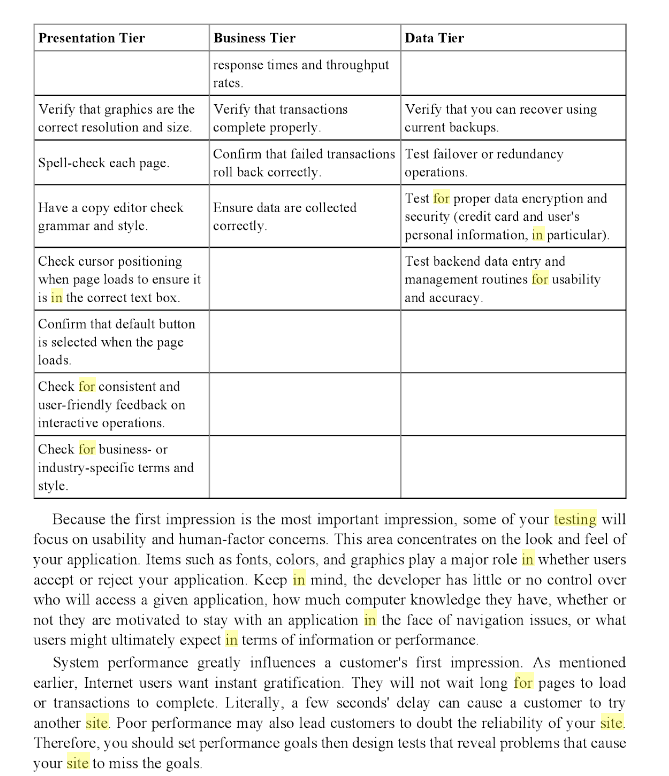 Presentation Tier Business Tier Data Tier
response times and throughput
rates.
Verify that graphics are the
correct resolution and size.
Verify that transactions
complete properly.
Verify that you can recover using
current backups.
Spell-check each page.
Confirm that failed transactions
roll back correctly.
Test failover or redundancy
operations.
Have a copy editor check
grammar and style.
Ensure data are collected
correctly.
Test for proper data encryption and
security (credit card and user's
personal information, in particular).
Check cursor positioning
when page loads to ensure it
is in the correct text box.
Test backend data entry and
management routines for usability
and accuracy.
Confirm that default button
is selected when the page
loads.
Check for consistent and
user-friendly feedback on
interactive operations.
Check for business- or
industry-specific terms and
style.
Because the first impression is the most important impression, some of your testing will
focus on usability and human-factor concerns. This area concentrates on the look and feel of
your application. Items such as fonts, colors, and graphics play a major role in whether users
accept or reject your application. Keep in mind, the developer has little or no control over
who will access a given application, how much computer knowledge they have, whether or
not they are motivated to stay with an application in the face of navigation issues, or what
users might ultimately expect in terms of information or performance.
System performance greatly influences a customer's first impression. As mentioned
earlier, Internet users want instant gratification. They will not wait long for pages to load
or transactions to complete. Literally, a few seconds' delay can cause a customer to try
another site. Poor performance may also lead customers to doubt the reliability of your site.
Therefore, you should set performance goals then design tests that reveal problems that cause
your site to miss the goals.